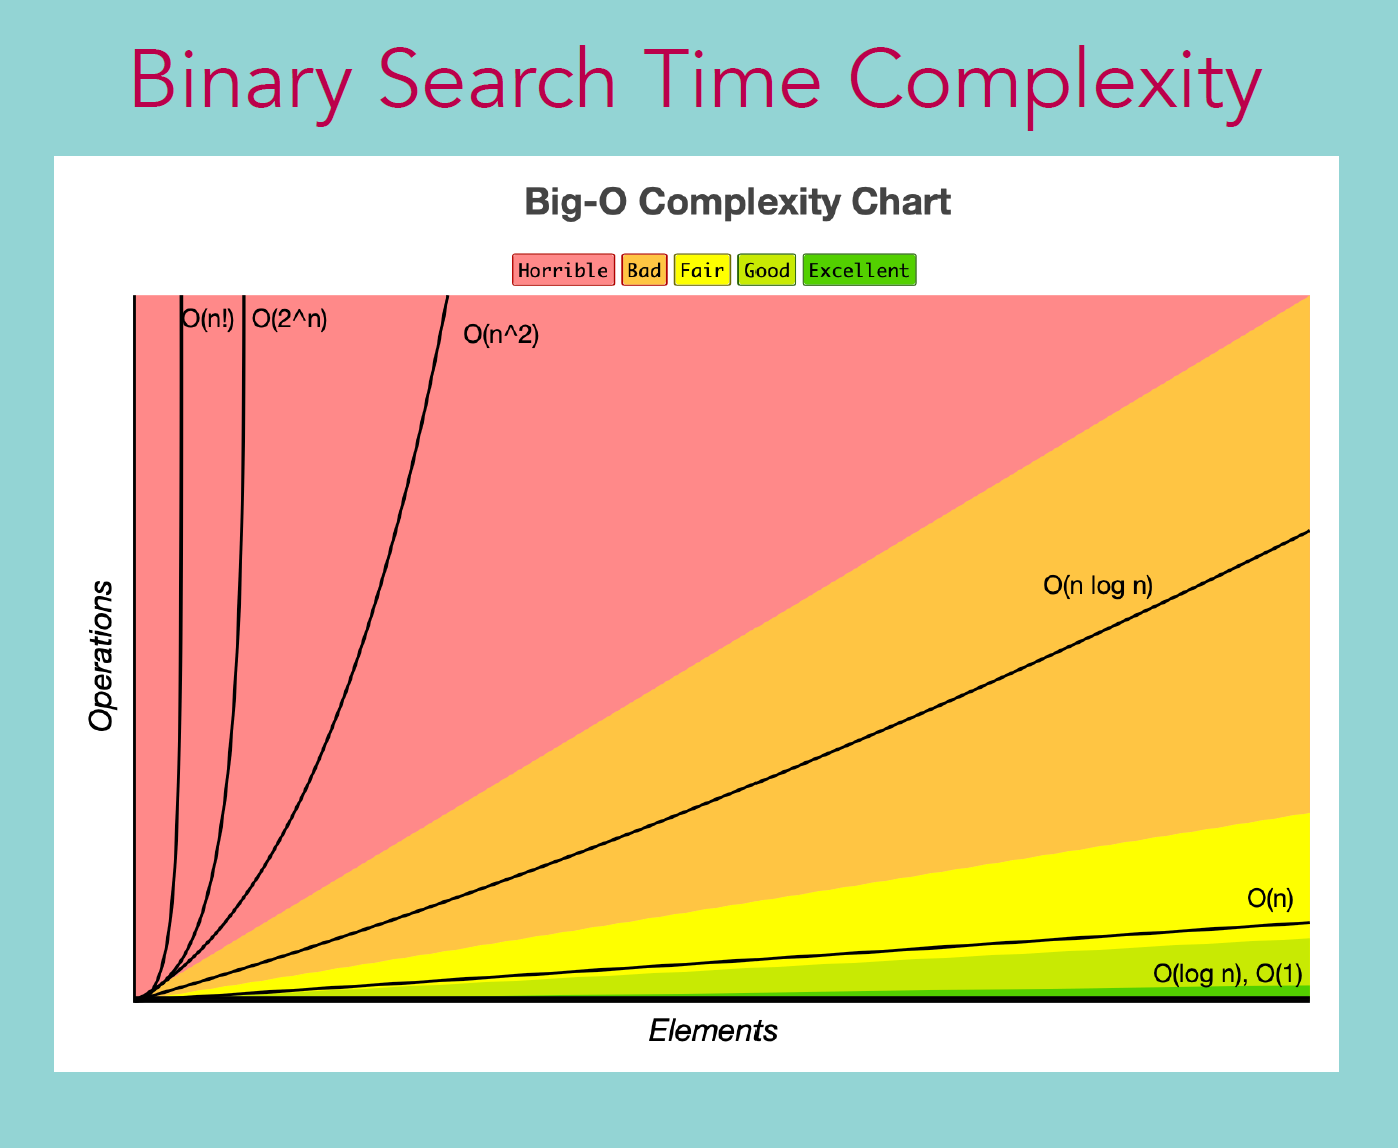 Binary Search Time Complexity
Big-O Complexity Chart
Horrible Bad Fair Good Excellent
O(n!) O(2^n)
O(n^2)
O(n log n)
O(n)
O(log n), O(1)
Operations
Elements